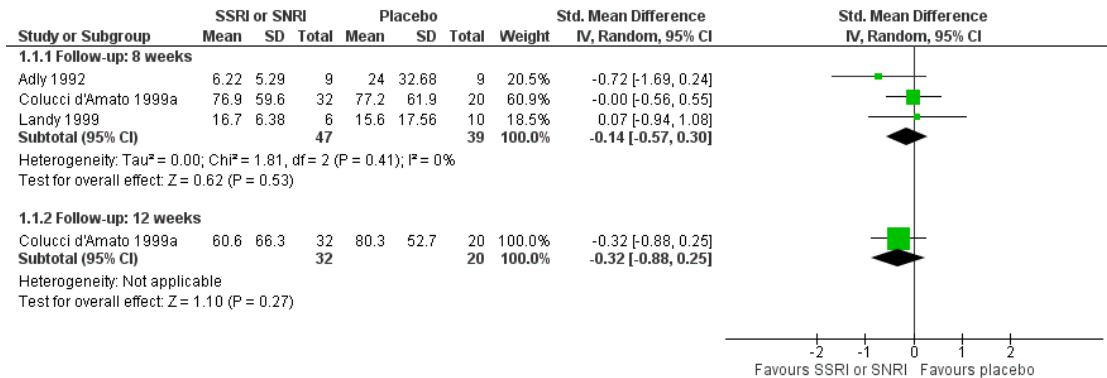 SSRI or SNRI Placebo Std. Mean Difference Std. Mean Difference
Study or Subgroup Mean SD Total Mean SD Total Weight IV, Random, 95% CI IV, Random, 95% CI
1.1.1 Follow-up: 8 weeks
Adly 1992 6.22 5.29 9 24 32.68 9 20.5% -0.72 [-1.69, 0.24]
Colucci d'Amato 1999a 76.9 59.6 32 77.2 61.9 20 60.9% -0.00 [-0.56, 0.55]
Landy 1999 16.7 6.38 6 15.6 17.56 10 18.5% 0.07 [-0.94, 1.08]
Subtotal (95% CI) 47 39 100.0% -0.14 [-0.57, 0.30]
Heterogeneity: Tau² = 0.00; Chi² = 1.81, df = 2 (P = 0.41); I² = 0%
Test for overall effect: Z = 0.62 (P = 0.53)
1.1.2 Follow-up: 12 weeks
Colucci d'Amato 1999a 60.6 66.3 32 80.3 52.7 20 100.0% -0.32 [-0.88, 0.25]
Subtotal (95% CI) 32 20 100.0% -0.32 [-0.88, 0.25]
Heterogeneity: Not applicable
Test for overall effect: Z = 1.10 (P = 0.27)
-2 -1 0 1 2
Favours SSRI or SNRI Favours placebo